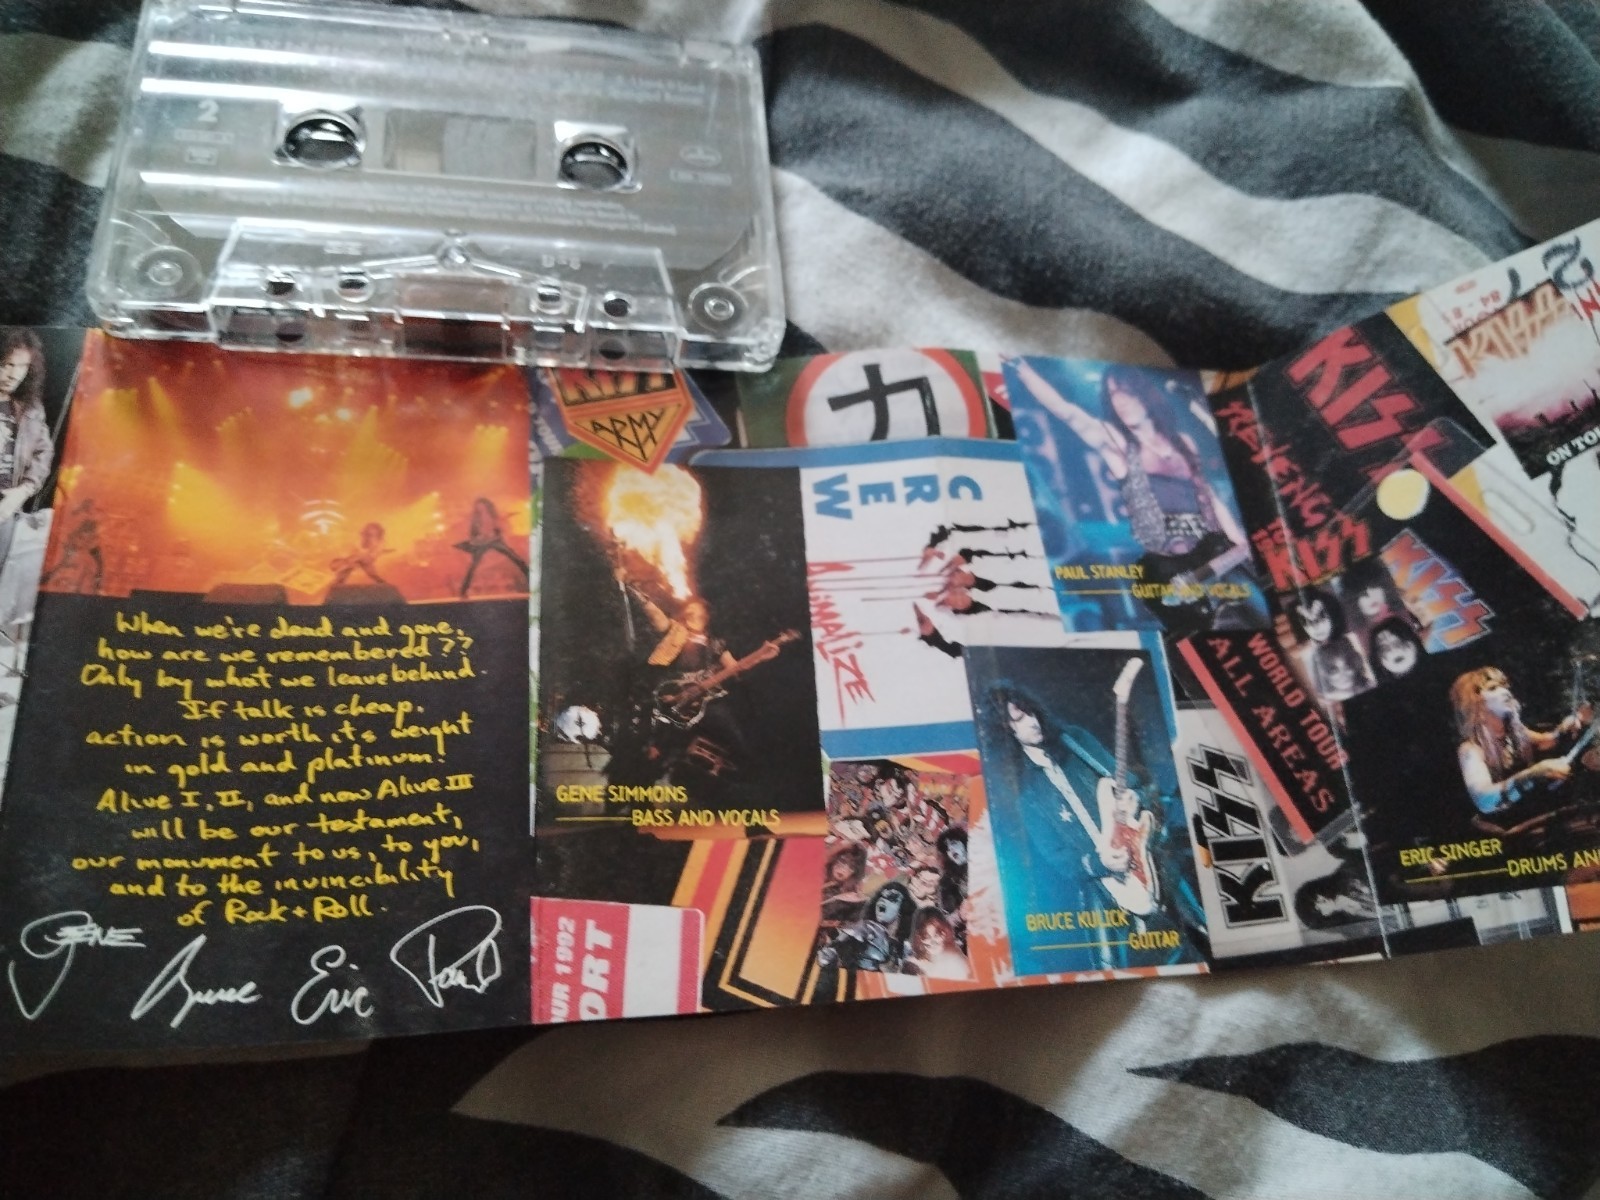 2
When we're dead and gone,
how are we remembered??
Only by what we leave behind.
If talk is cheap,
action is worth its weight
in gold and platinum!
Alive I, II, and now Alive III
will be our testament,
our monument to us, to you,
and to the invincibility
of Rock + Roll.
GENE
Bruce
Eric
Paul
KISS
ARMY
力
GENE SIMMONS
BASS AND VOCALS
CREW
ANIMALIZE
PAUL STANLEY
GUITAR AND VOCALS
BRUCE KULICK
GUITAR
UR 1992
ORT
KISS
REVENGE
KISS
KISS
WORLD TOUR
ALL AREAS
KISS
ON TOU
ERIC SINGER
DRUMS AN